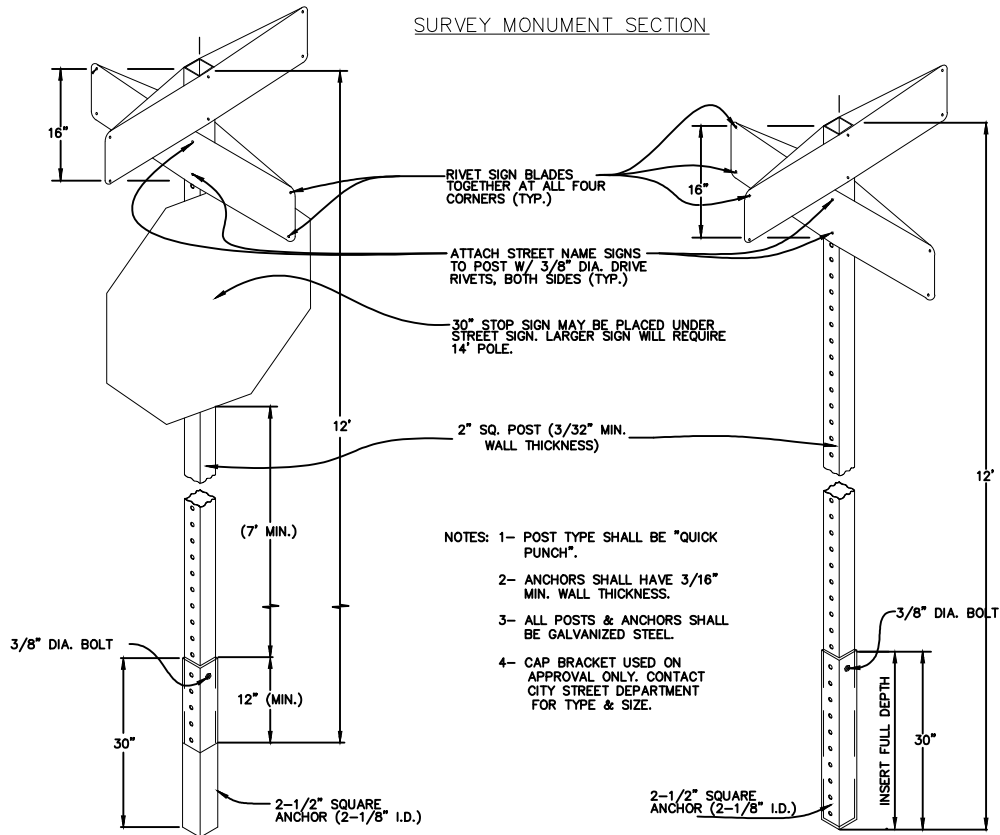 SURVEY MONUMENT SECTION
16"
RIVET SIGN BLADES
TOGETHER AT ALL FOUR
CORNERS (TYP.)
16"
ATTACH STREET NAME SIGNS
TO POST W/ 3/8" DIA. DRIVE
RIVETS, BOTH SIDES (TYP.)
30" STOP SIGN MAY BE PLACED UNDER
STREET SIGN. LARGER SIGN WILL REQUIRE
14' POLE.
12'
2" SQ. POST (3/32" MIN.
WALL THICKNESS)
12'
(7' MIN.)
NOTES: 1- POST TYPE SHALL BE "QUICK
PUNCH".
2- ANCHORS SHALL HAVE 3/16"
MIN. WALL THICKNESS.
3- ALL POSTS & ANCHORS SHALL
BE GALVANIZED STEEL.
4- CAP BRACKET USED ON
APPROVAL ONLY. CONTACT
CITY STREET DEPARTMENT
FOR TYPE & SIZE.
3/8" DIA. BOLT
3/8" DIA. BOLT
12" (MIN.)
30"
INSERT FULL DEPTH
30"
2-1/2" SQUARE
ANCHOR (2-1/8" I.D.)
2-1/2" SQUARE
ANCHOR (2-1/8" I.D.)